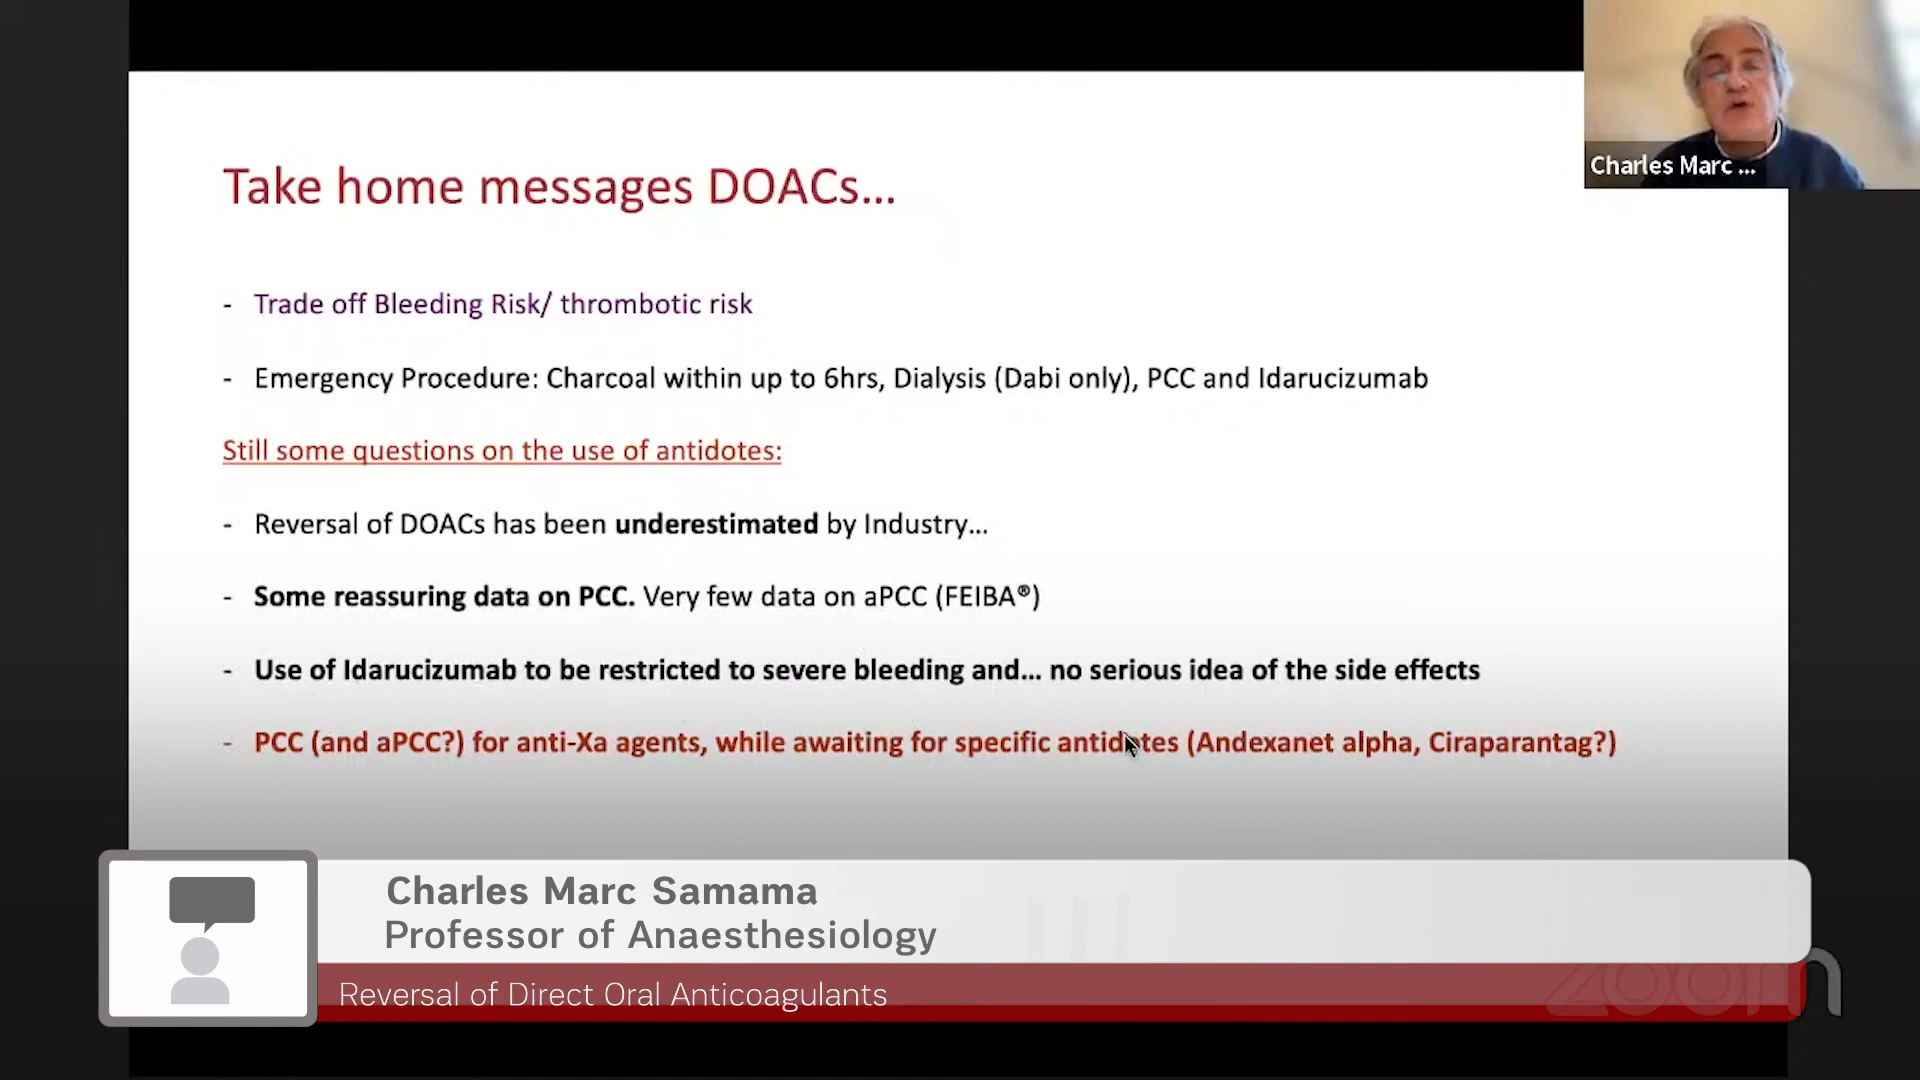 Charles Marc ...
Take home messages DOACs...
- Trade off Bleeding Risk/ thrombotic risk
- Emergency Procedure: Charcoal within up to 6hrs, Dialysis (Dabi only), PCC and Idarucizumab
Still some questions on the use of antidotes:
- Reversal of DOACs has been underestimated by Industry...
- Some reassuring data on PCC. Very few data on aPCC (FEIBA®)
- Use of Idarucizumab to be restricted to severe bleeding and... no serious idea of the side effects
- PCC (and aPCC?) for anti-Xa agents, while awaiting for specific antidotes (Andexanet alpha, Ciraparantag?)
Charles Marc Samama
Professor of Anaesthesiology
Reversal of Direct Oral Anticoagulants
zoom